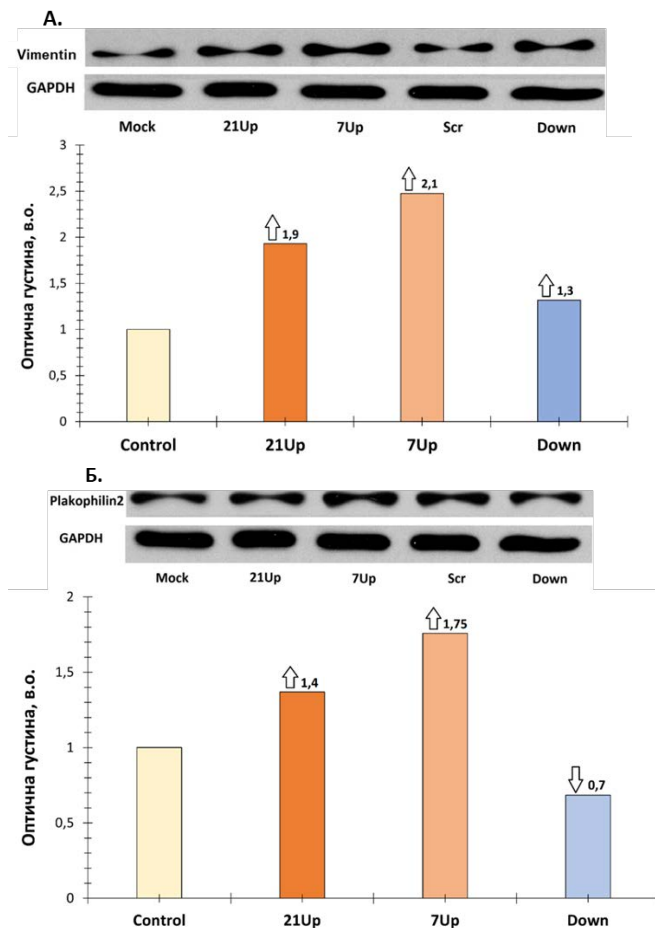 А.
Vimentin
GAPDH
Mock 21Up 7Up Scr Down
3
2,5
2
1,5
1
0,5
0
Оптична густина, в.о.
1,9
2,1
1,3
Control 21Up 7Up Down
Б.
Plakophilin2
GAPDH
Mock 21Up 7Up Scr Down
2
1,5
1
0,5
0
Оптична густина, в.о.
1,4
1,75
0,7
Control 21Up 7Up Down